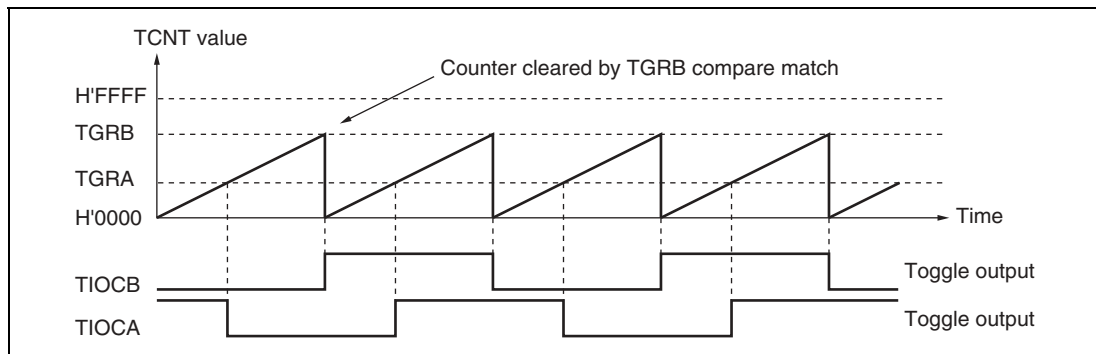 TCNT value
Counter cleared by TGRB compare match
H'FFFF
TGRB
TGRA
H'0000
Time
TIOCB
Toggle output
TIOCA
Toggle output